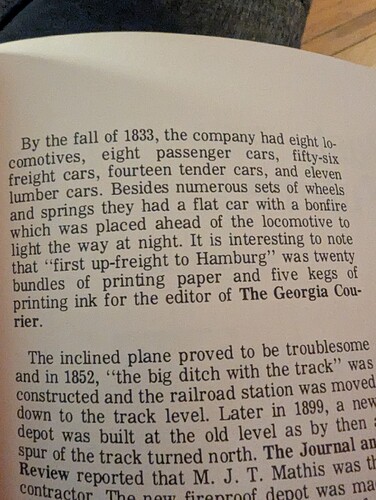 By the fall of 1833, the company had eight lo-
comotives, eight passenger cars, fifty-six
freight cars, fourteen tender cars, and eleven
lumber cars. Besides numerous sets of wheels
and springs they had a flat car with a bonfire
which was placed ahead of the locomotive to
light the way at night. It is interesting to note
that “first up-freight to Hamburg” was twenty
bundles of printing paper and five kegs of
printing ink for the editor of The Georgia Cou-
rier.
The inclined plane proved to be troublesome
and in 1852, “the big ditch with the track” was
constructed and the railroad station was moved
down to the track level. Later in 1899, a new
depot was built at the old level as by then
spur of the track turned north. The Journal
Review reported that M. J. T. Mathis was
contractor. The new fireproof depot was